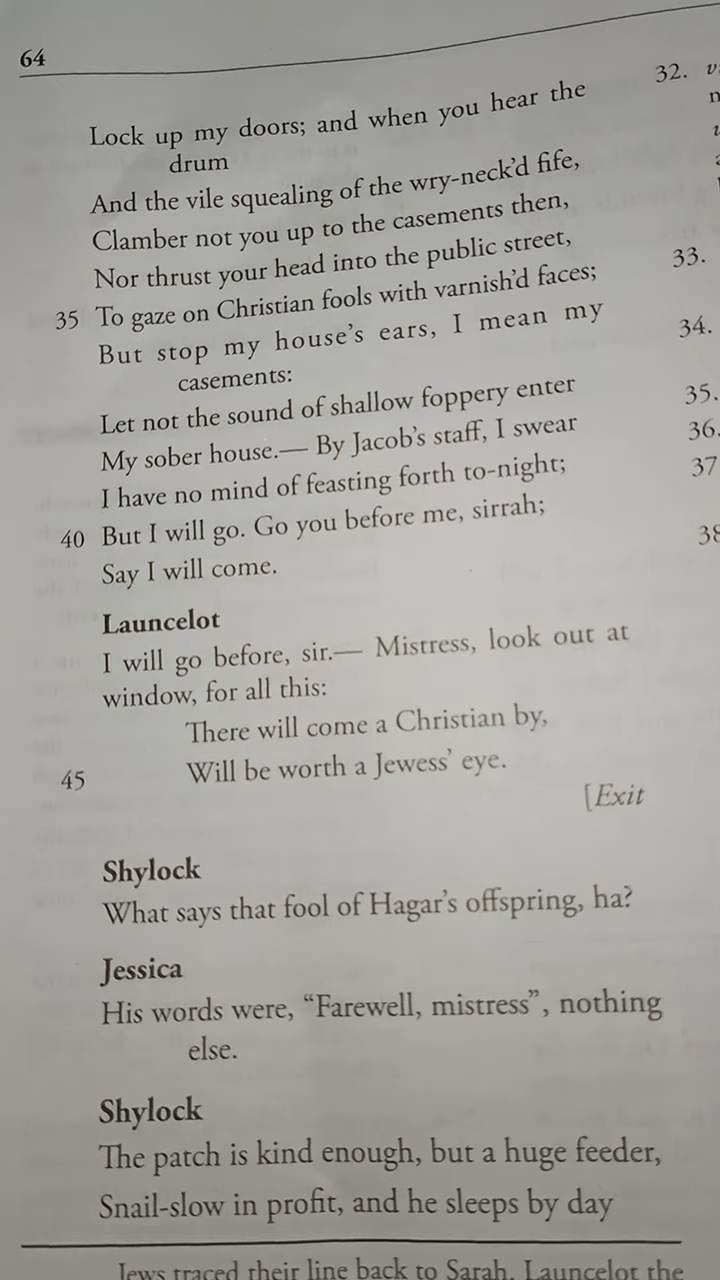 64
Lock up my doors; and when you hear the
drum
And the vile squealing of the wry-neck'd fife,
Clamber not you up to the casements then,
Nor thrust your head into the public street,
35 To gaze on Christian fools with varnish'd faces;
But stop my house's ears, I mean my
casements:
Let not the sound of shallow foppery enter
My sober house.— By Jacob's staff, I swear
I have no mind of feasting forth to-night;
40 But I will go. Go you before me, sirrah;
Say I will come.
Launcelot
I will go before, sir.— Mistress, look out at
window, for all this:
There will come a Christian by,
45 Will be worth a Jewess' eye.
[Exit
Shylock
What says that fool of Hagar's offspring, ha?
Jessica
His words were, “Farewell, mistress”, nothing
else.
Shylock
The patch is kind enough, but a huge feeder,
Snail-slow in profit, and he sleeps by day
Jews traced their line back to Sarah. Launcelot the
32.
33.
34.
35.
36.
37
38